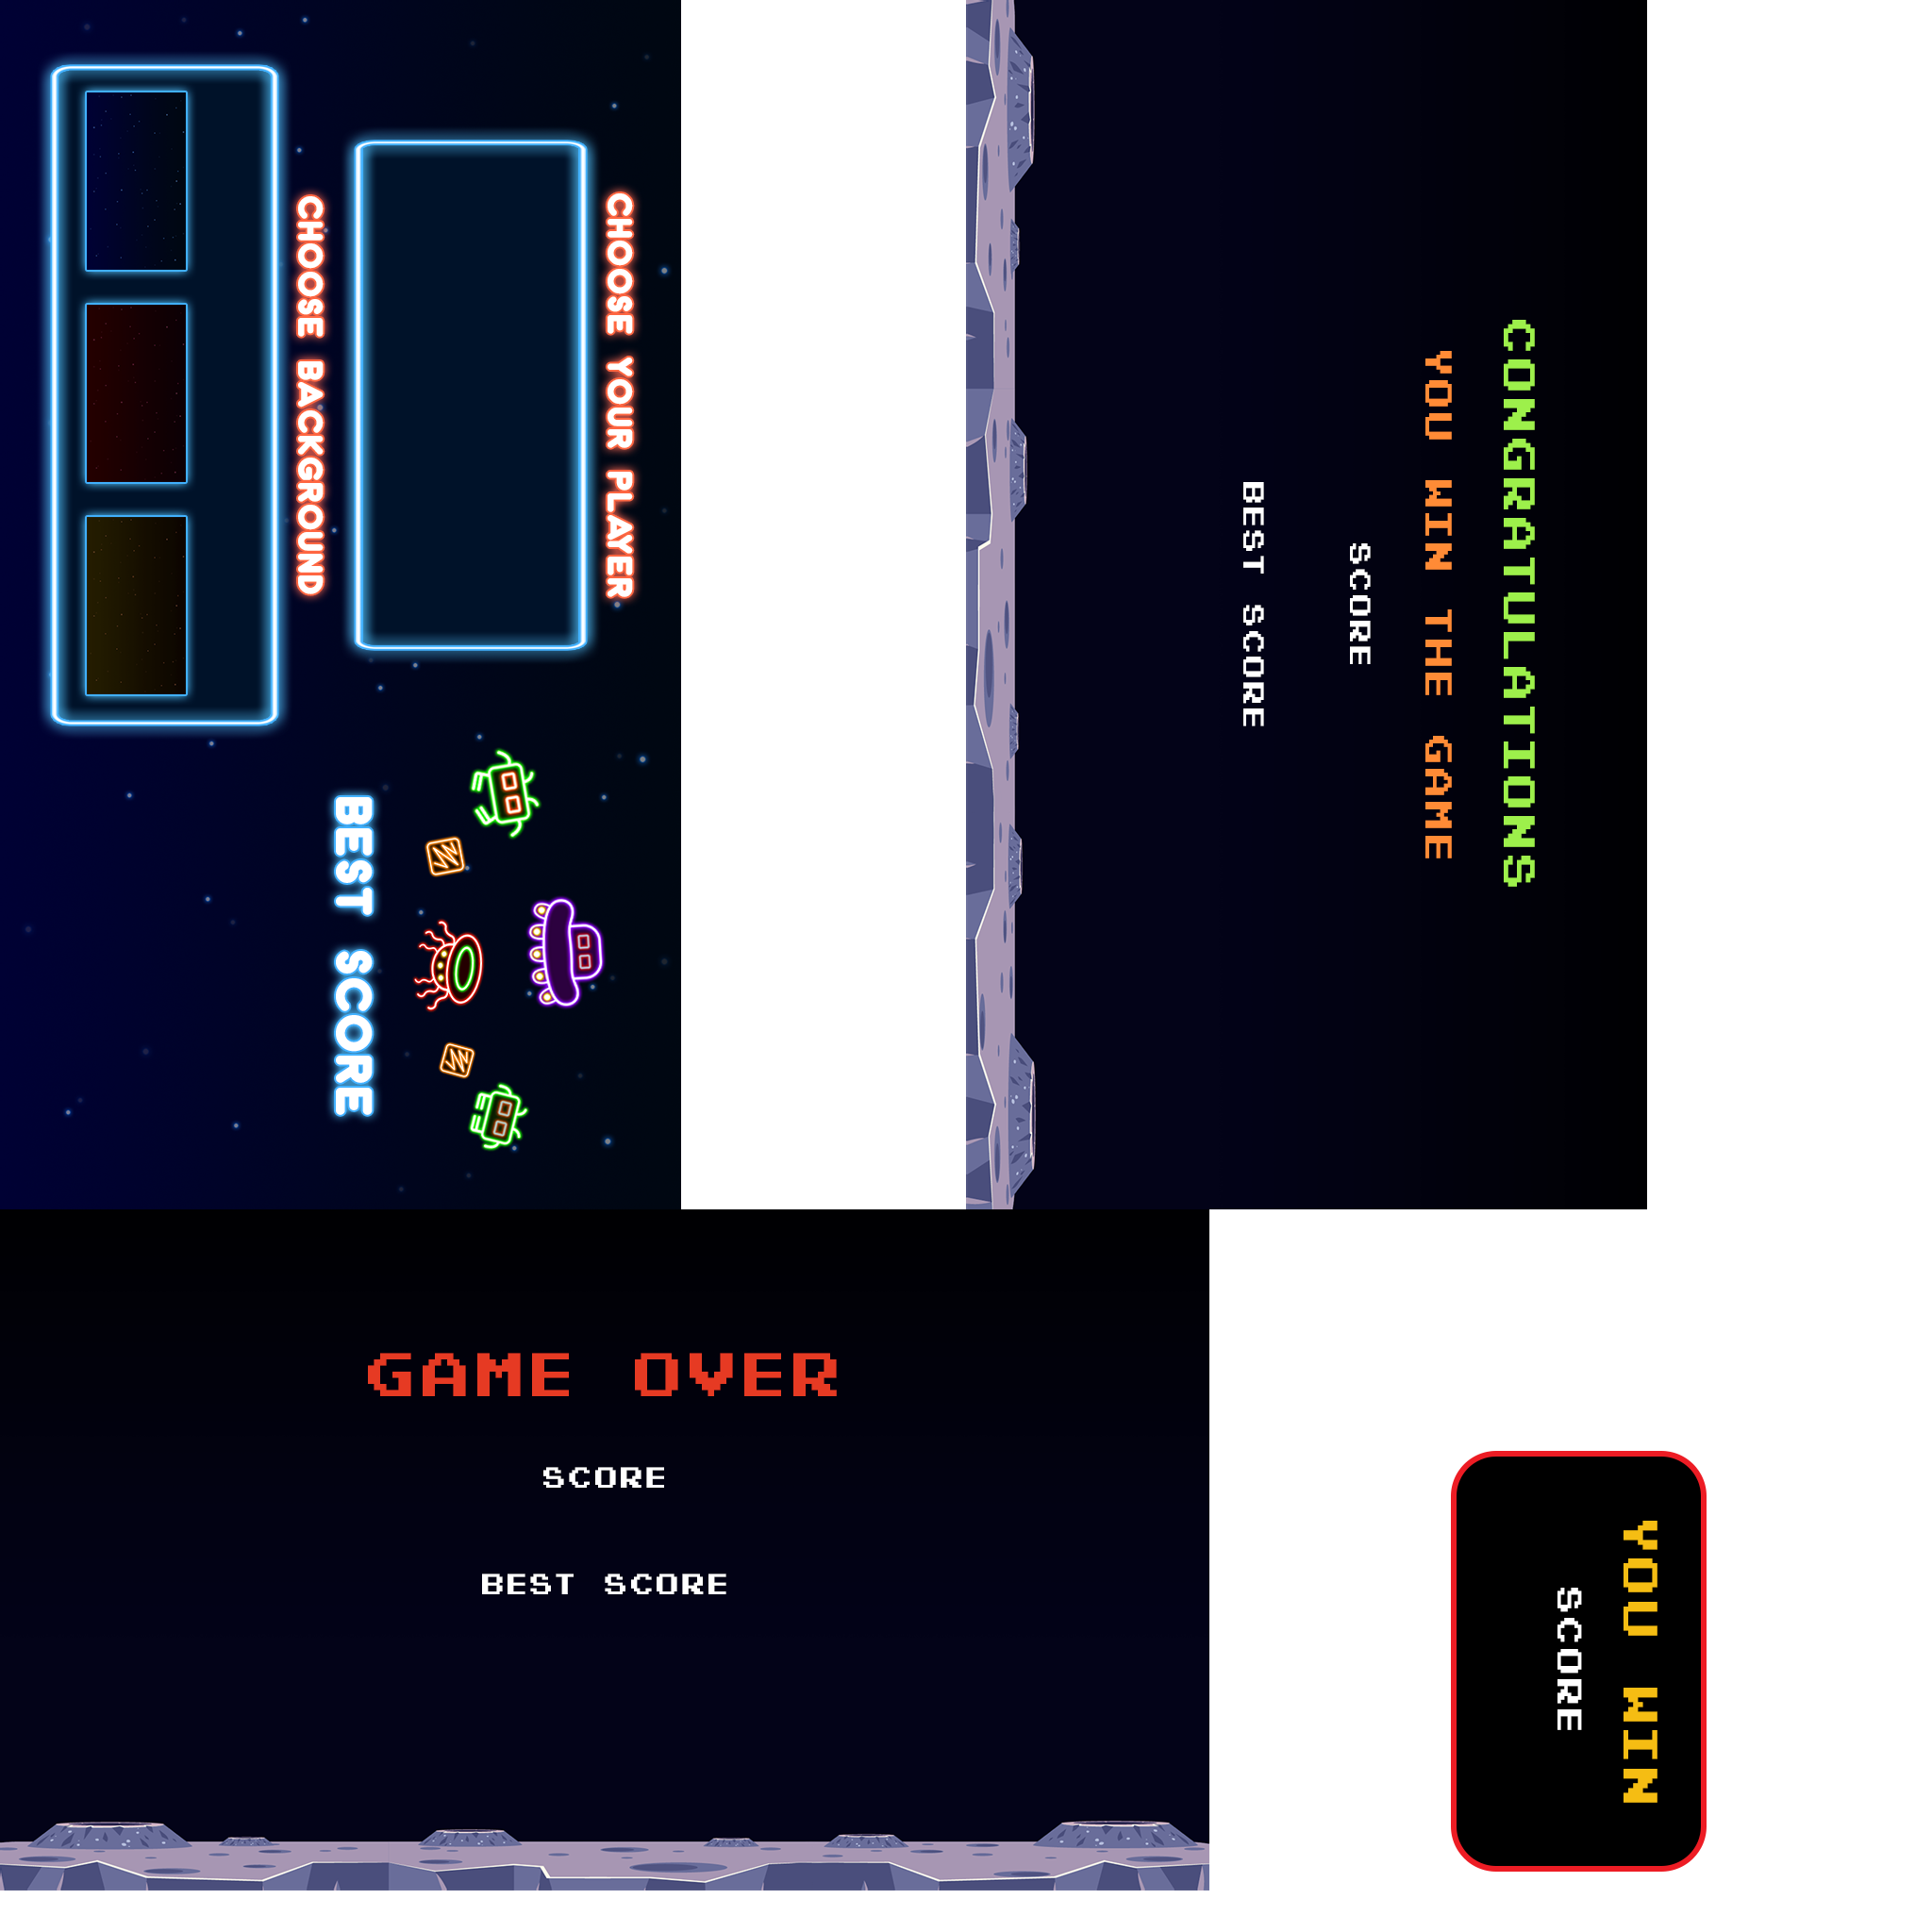 CHOOSE YOUR PLAYER
CHOOSE BACKGROUND
BEST SCORE
CONGRATULATIONS
YOU WIN THE GAME
SCORE
BEST SCORE
GAME OVER
SCORE
BEST SCORE
YOU WIN
SCORE